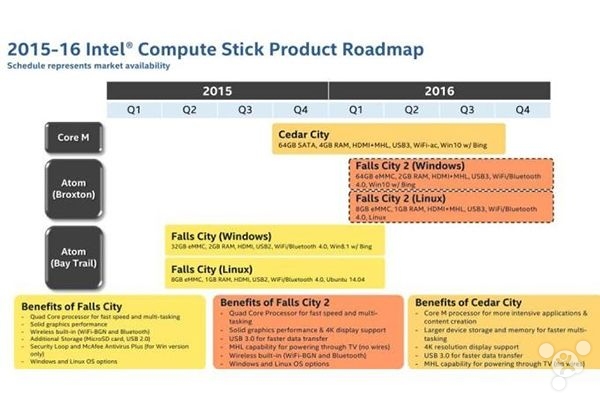 2015-16 Intel® Compute Stick Product Roadmap
Schedule represents market availability
2015 2016
Q1 Q2 Q3 Q4 Q1 Q2 Q3 Q4
Core M
Cedar City
64GB SATA, 4GB RAM, HDMI+MHL, USB3, WiFi-ac, Win10 w/ Bing
Atom
(Broxton)
Falls City 2 (Windows)
64GB eMMC, 2GB RAM, HDMI+MHL, USB3, WiFi/Bluetooth
4.0, Win10 w/ Bing
Falls City 2 (Linux)
8GB eMMC, 1GB RAM, HDMI+MHL, USB3, WiFi/Bluetooth
4.0, Linux
Atom
(Bay Trail)
Falls City (Windows)
32GB eMMC, 2GB RAM, HDMI, USB2, WiFi/Bluetooth 4.0, Win8.1 w/ Bing
Falls City (Linux)
8GB eMMC, 1GB RAM, HDMI, USB2, WiFi/Bluetooth 4.0, Ubuntu 14.04
Benefits of Falls City
• Quad Core processor for fast speed and multi-tasking
• Solid graphics performance
• Wireless built-in (WiFi-BGN and Bluetooth)
• Additional Storage (MicroSD card, USB 2.0)
• Security Loop and McAfee Antivirus Plus (for Win version
only)
• Windows and Linux OS options
Benefits of Falls City 2
• Quad Core Processor for fast speed and multi-
tasking
• Solid graphics performance & 4K display support
• USB 3.0 for faster data transfer
• MHL capability for powering through TV (no wires)
• Wireless built-in (WiFi-BGN and Bluetooth)
• Windows and Linux OS options
Benefits of Cedar City
• Core M processor for more intensive applications &
content creation
• Larger device storage and memory for faster multi-
tasking
• 4K resolution display support
• USB 3.0 for faster data transfer
• MHL capability for powering through TV (no wires)